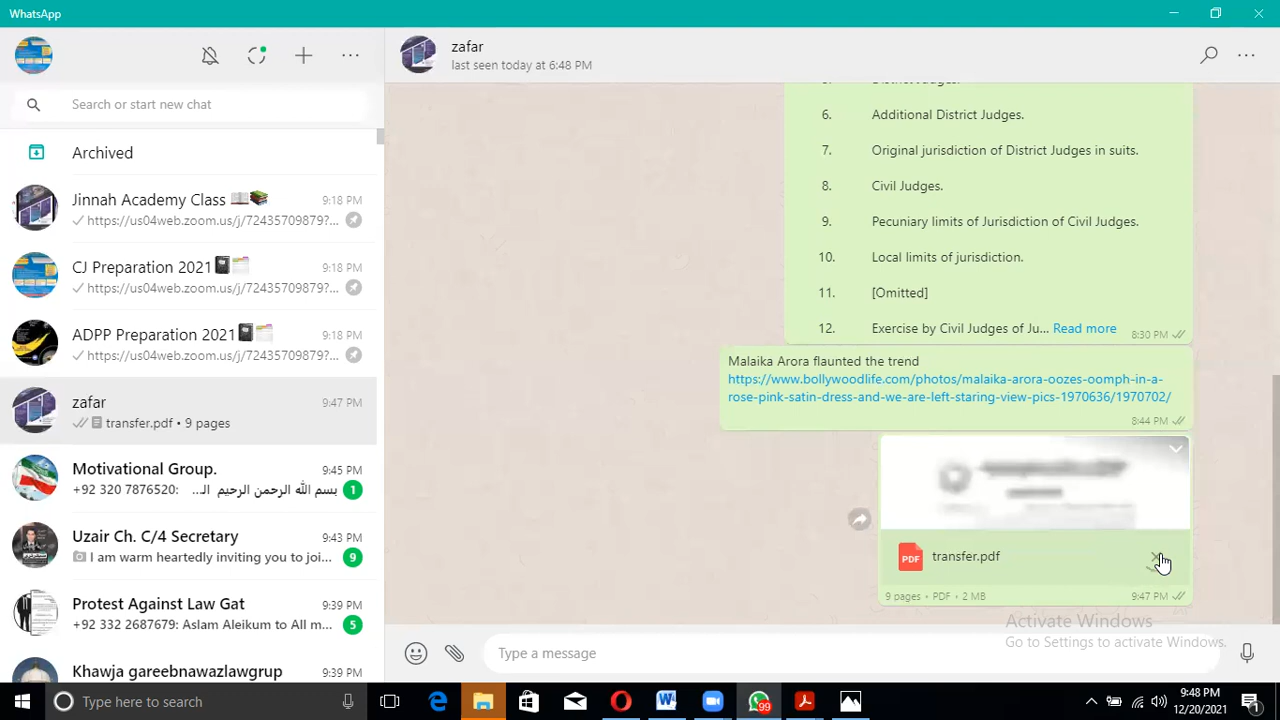 WhatsApp
Search or start new chat
Archived
Jinnah Academy Class 9:18 PM
https://us04web.zoom.us/j/72435709879?...
CJ Preparation 2021 9:18 PM
https://us04web.zoom.us/j/72435709879?...
ADPP Preparation 2021 9:18 PM
https://us04web.zoom.us/j/72435709879?...
zafar 9:47 PM
transfer.pdf • 9 pages
Motivational Group. 9:45 PM
+92 320 7876520: بسم الله الرحمن الرحيم ال... 1
Uzair Ch. C/4 Secretary 9:43 PM
I am warm heartedly inviting you to joi... 9
Protest Against Law Gat 9:39 PM
+92 332 2687679: Aslam Aleikum to All m... 5
Khawja gareebnawazlawgrup 9:39 PM
zafar
last seen today at 6:48 PM
6. Additional District Judges.
7. Original jurisdiction of District Judges in suits.
8. Civil Judges.
9. Pecuniary limits of Jurisdiction of Civil Judges.
10. Local limits of jurisdiction.
11. [Omitted]
12. Exercise by Civil Judges of Ju... Read more
8:30 PM
Malaika Arora flaunted the trend
https://www.bollywoodlife.com/photos/malaika-arora-oozes-oomph-in-a-
rose-pink-satin-dress-and-we-are-left-staring-view-pics-1970636/1970702/
8:44 PM
PDF transfer.pdf
9 pages • PDF • 2 MB 9:47 PM
Activate Windows
Go to Settings to activate Windows.
Type a message
Type here to search
99
9:48 PM
12/20/2021
1